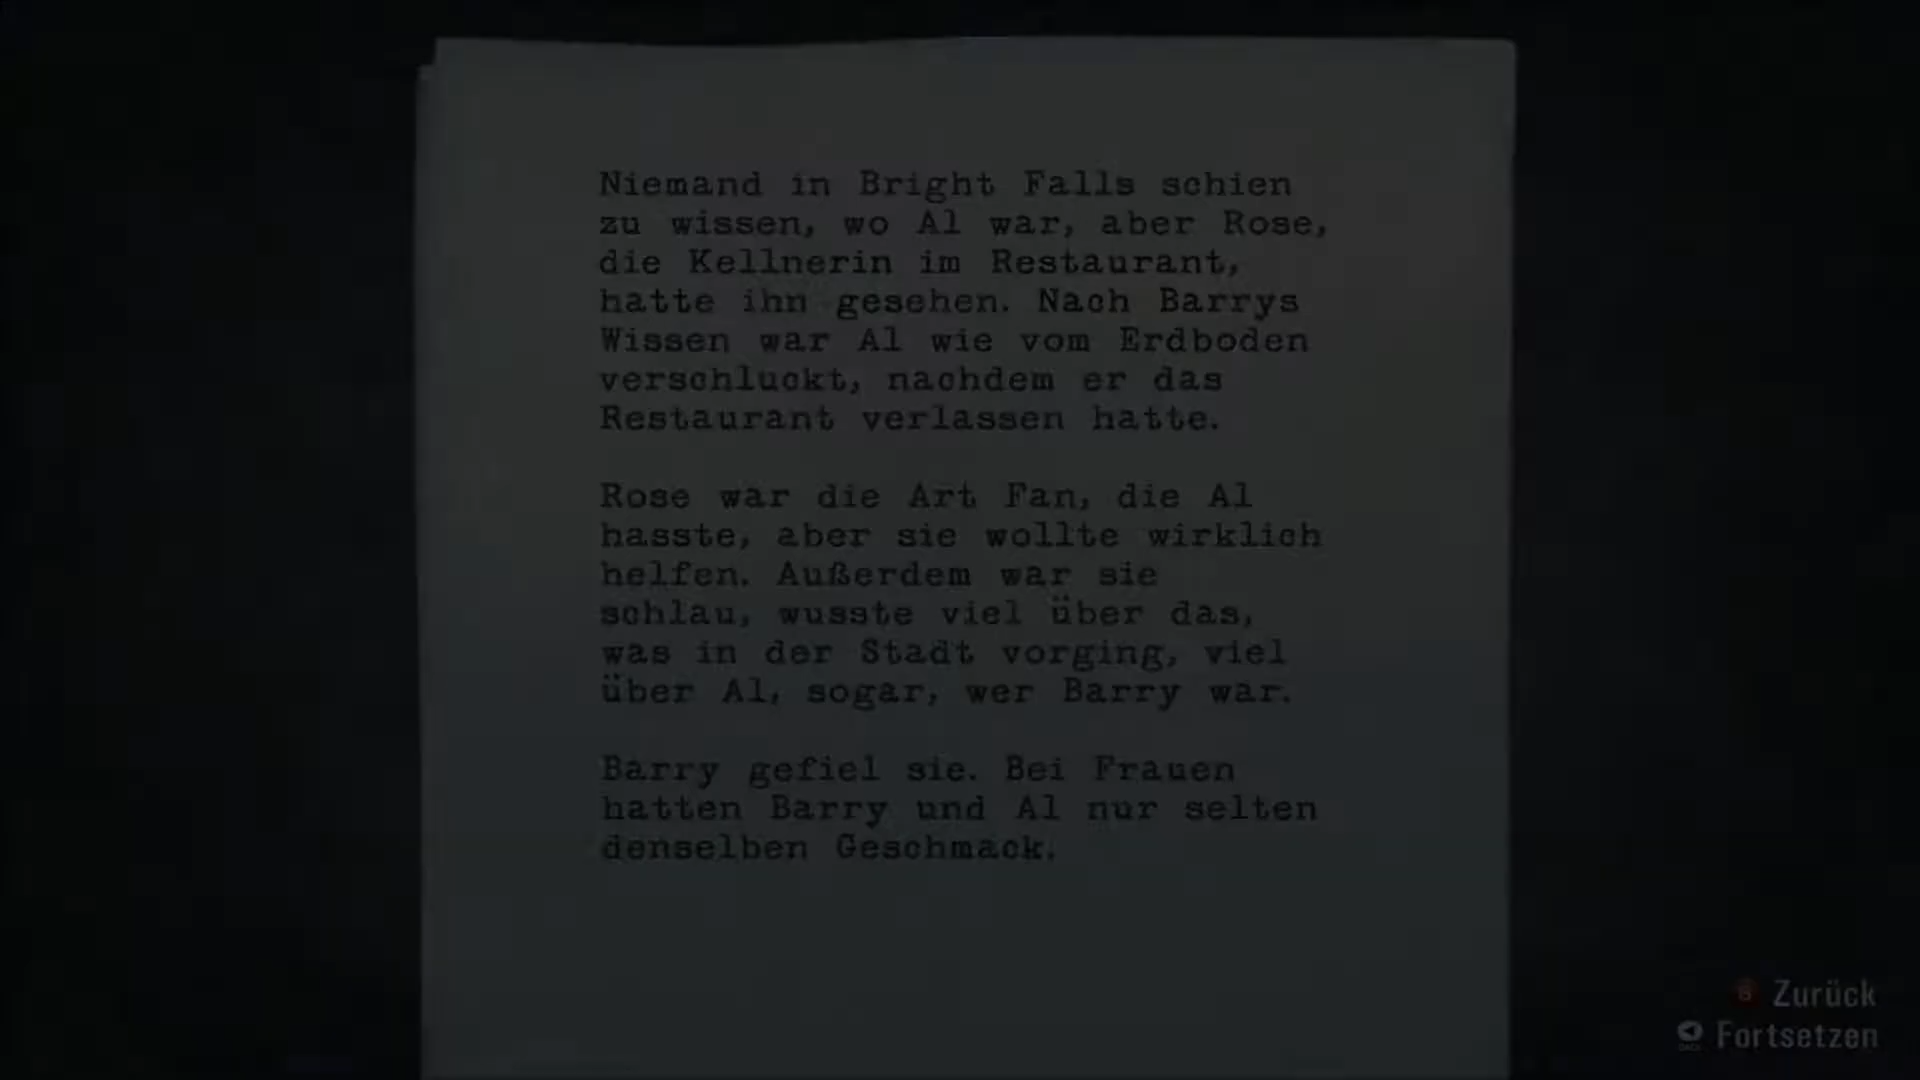 Niemand in Bright Falls schien
zu wissen, wo Al war, aber Rose,
die Kellnerin im Restaurant,
hatte ihn gesehen. Nach Barrys
Wissen war Al wie vom Erdboden
verschluckt, nachdem er das
Restaurant verlassen hatte.
Rose war die Art Fan, die Al
hasste, aber sie wollte wirklich
helfen. Außerdem war sie
schlau, wusste viel über das,
was in der Stadt vorging, viel
über Al, sogar, wer Barry war.
Barry gefiel sie. Bei Frauen
hatten Barry und Al nur selten
denselben Geschmack.
B Zurück
Fortsetzen